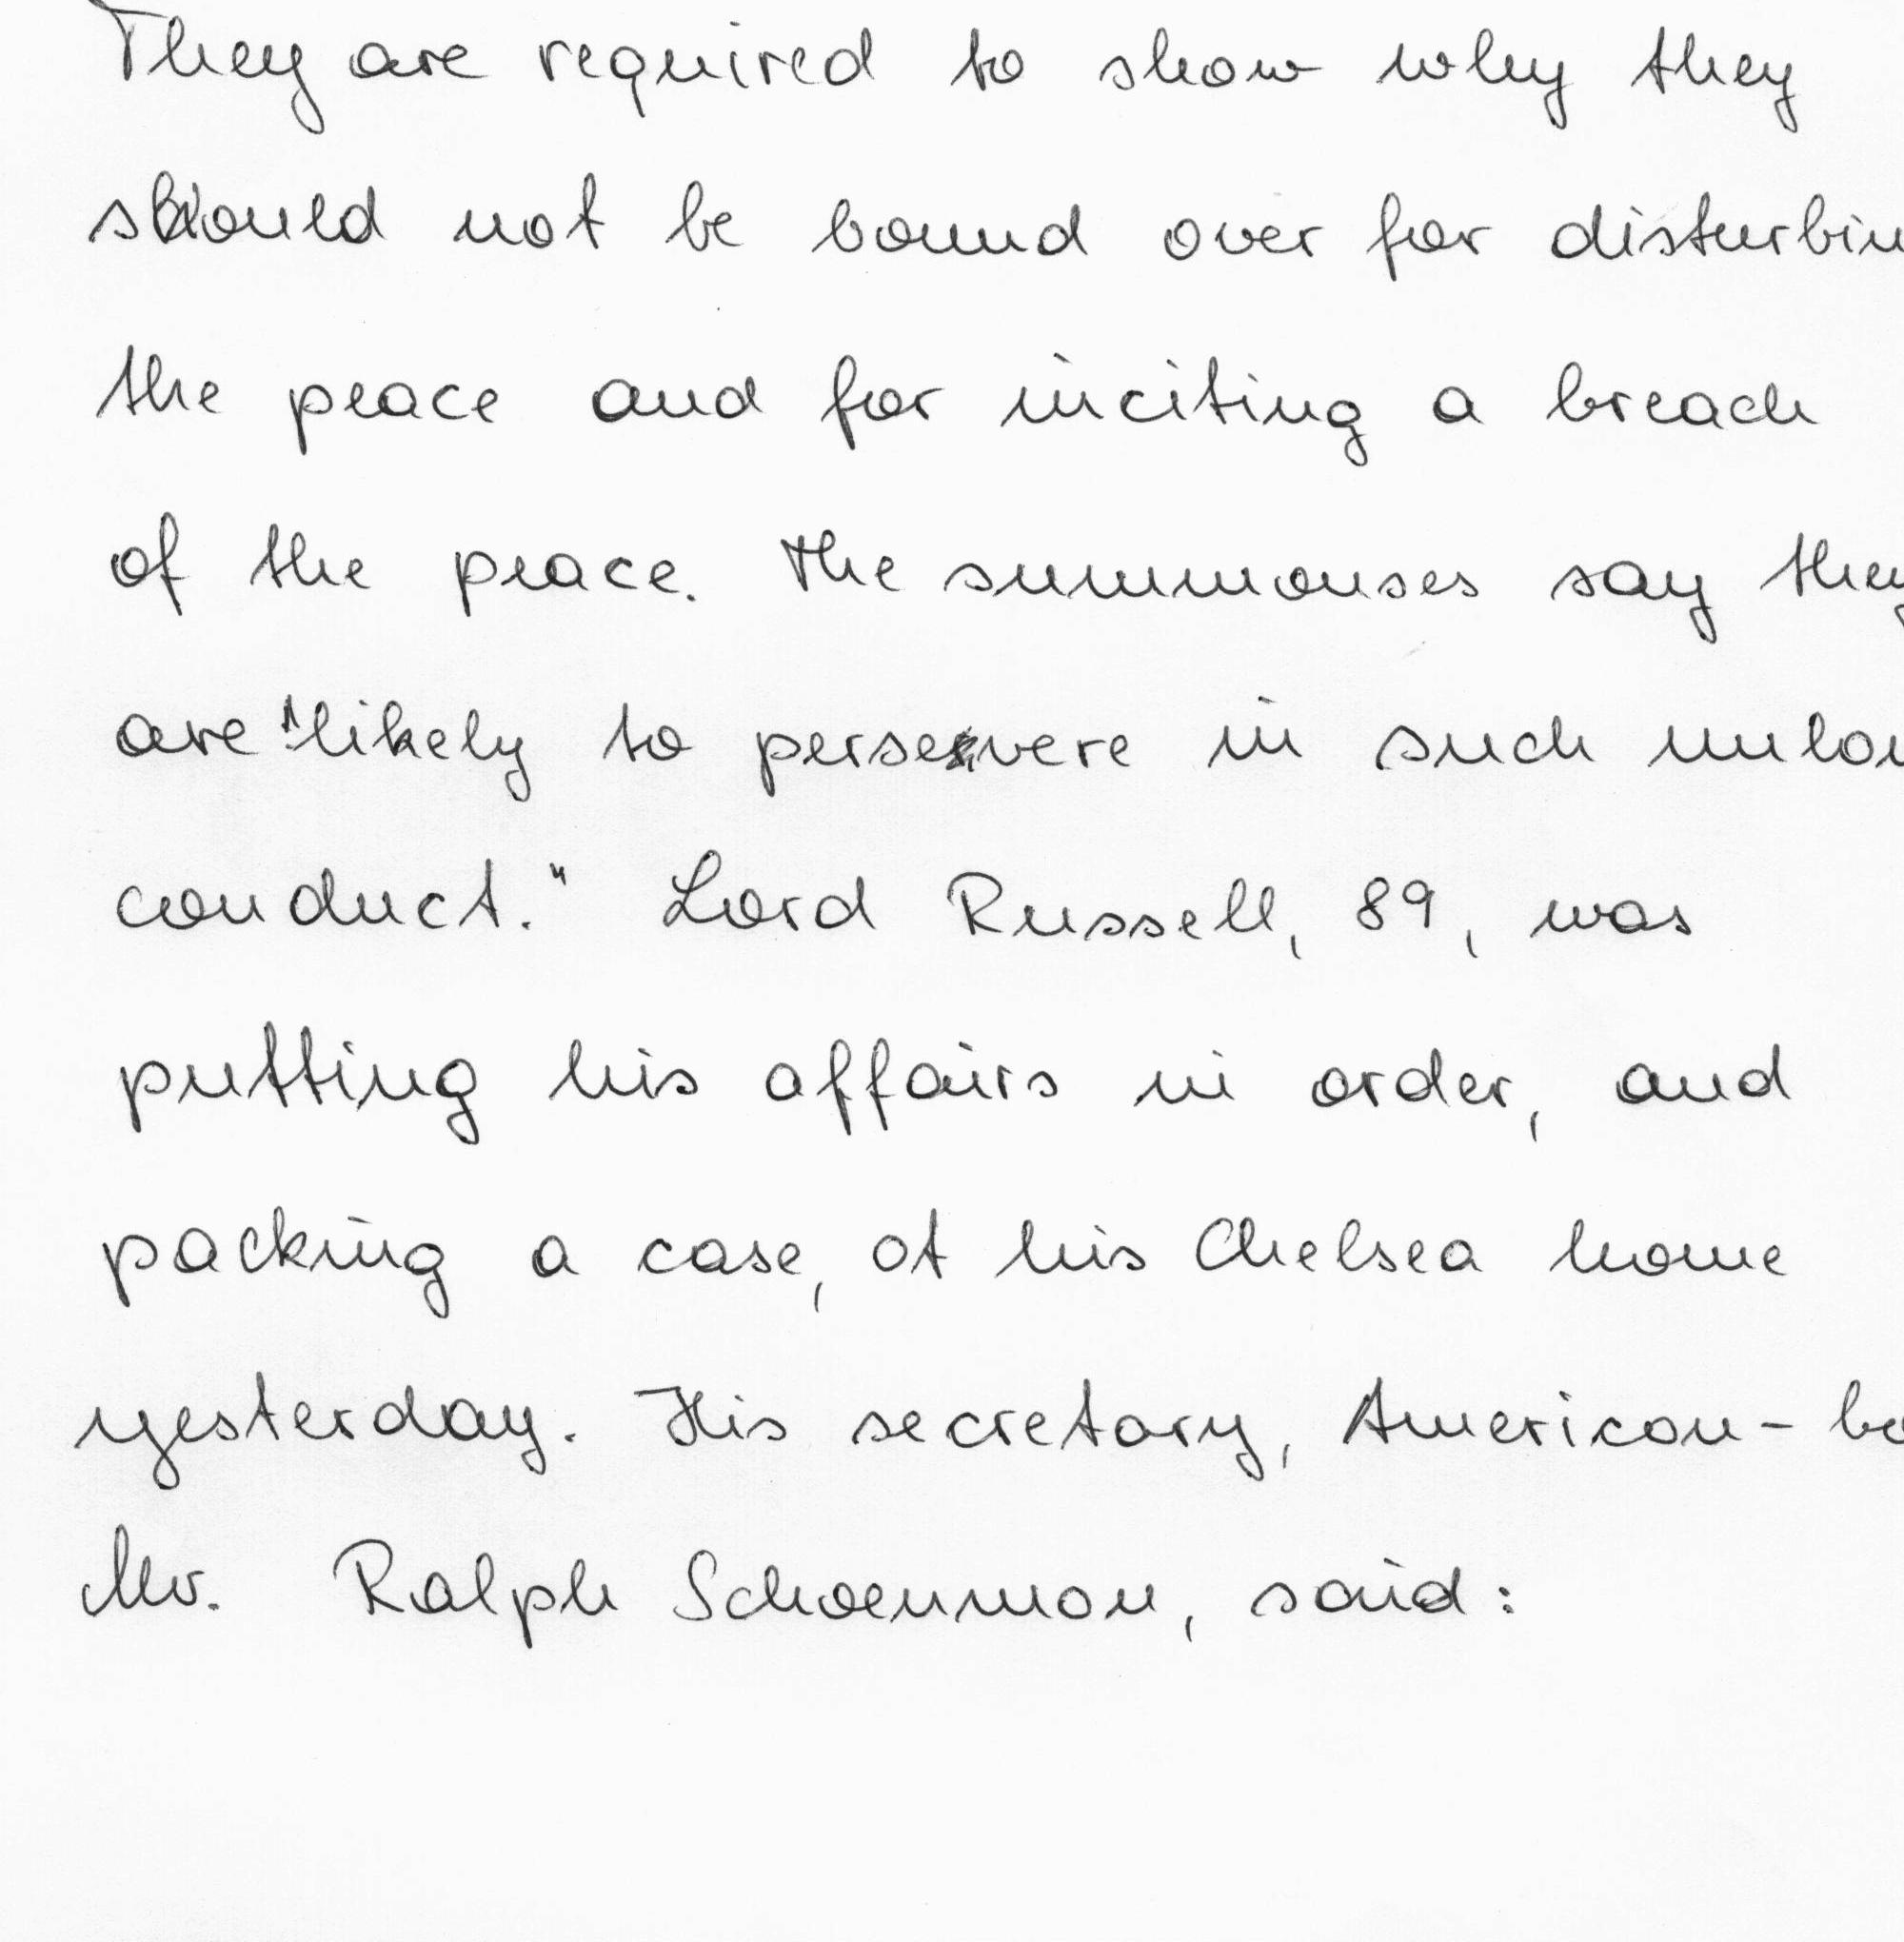 They are required to show why they
should not be bound over for disturbin
the peace and for inciting a breach
of the peace. The summonses say they
are "likely to persevere in such
conduct." Lord Russell, 89, was
putting his affairs in order, and
packing a case, at his Chelsea home
yesterday. His secretary, American-
Mr. Ralph Schoenman, said: